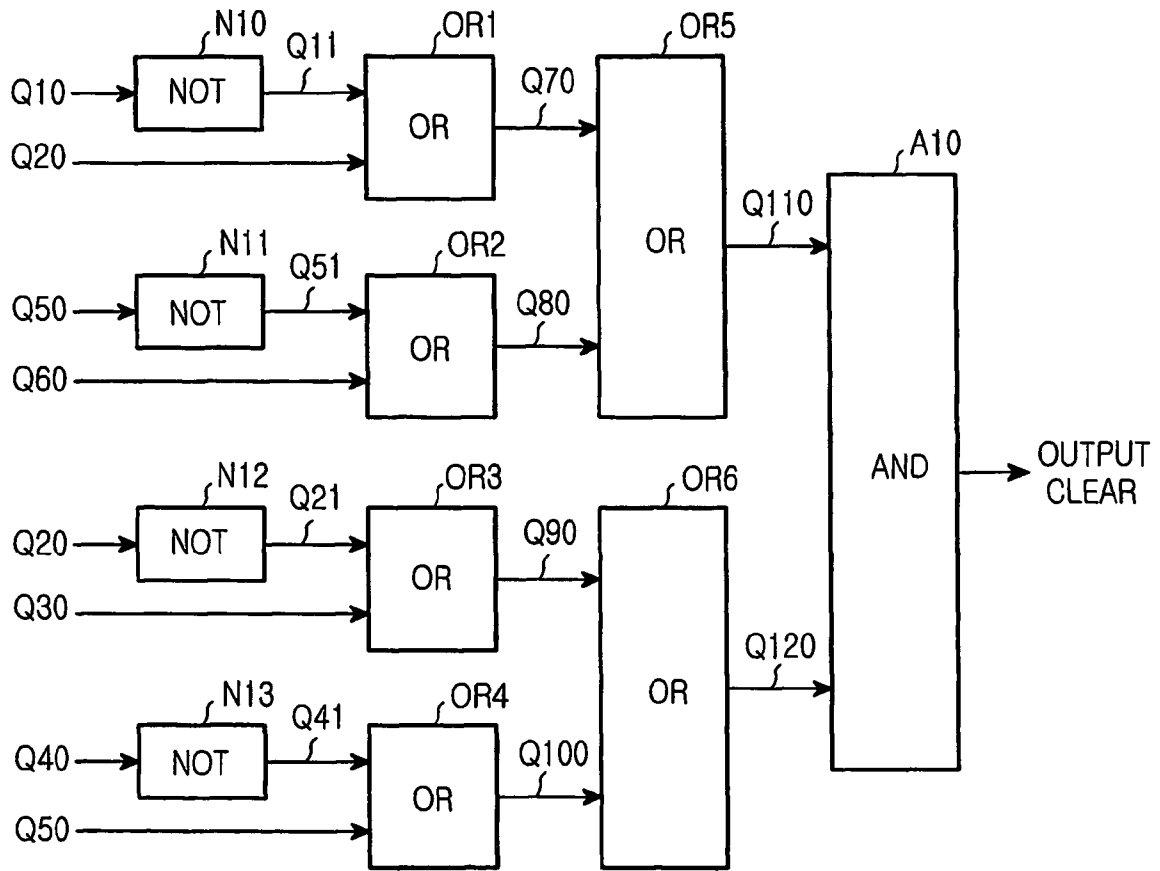 N10
Q11
OR1
OR5
Q10
NOT
Q70
OR
Q20
A10
Q110
OR
N11
Q51
OR2
Q50
NOT
Q80
OR
Q60
AND
OUTPUT
CLEAR
N12
Q21
OR3
OR6
Q20
NOT
Q90
OR
Q30
Q120
OR
N13
Q41
OR4
Q40
NOT
Q100
OR
Q50